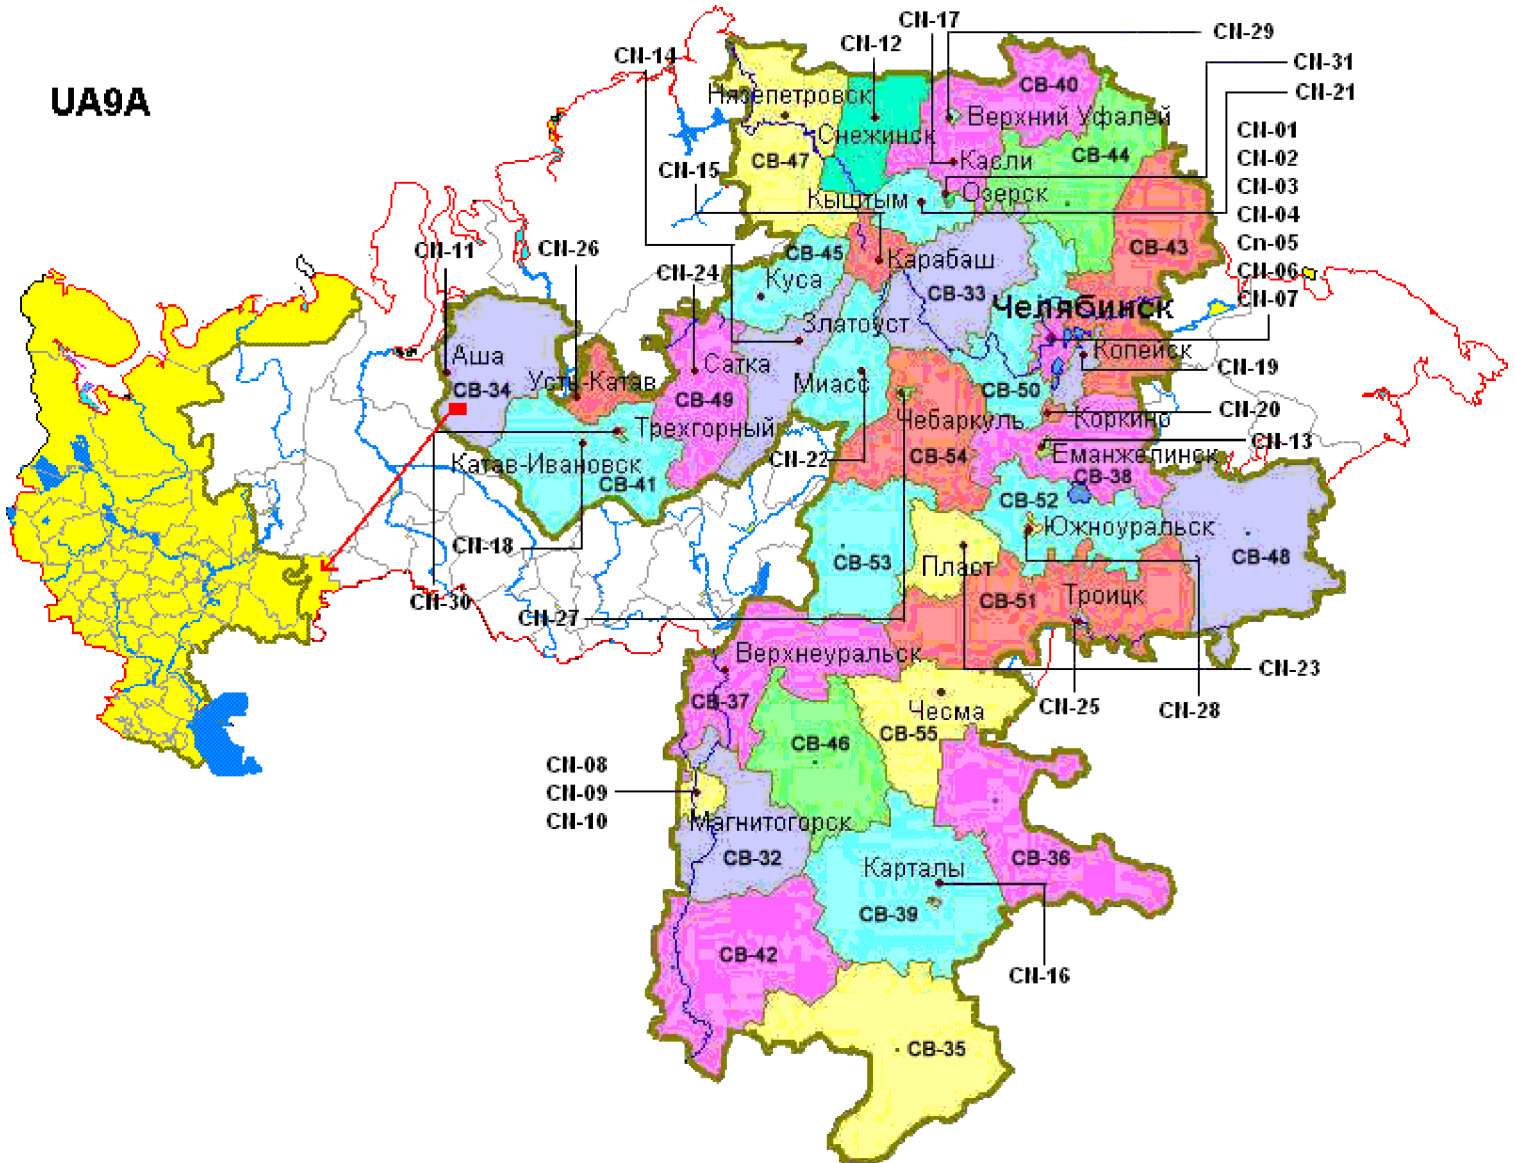 CN-17
CN-29
CN-12
CN-14
CN-31
UA9A
CB-40
CN-21
Нязепетровск
Верхний Уфалей
Снежинск
CN-01
CB-47
CB-44
CN-02
Касли
CN-15
CN-03
Кыштым
Озерск
CN-04
CN-11
CN-26
CB-45
Карабаш
CB-43
Cn-05
CN-24
Куса
CB-33
CN-06
Челябинск
CN-07
Златоуст
Копейск
Аша
Сатка
CN-19
CB-34
Усть-Катав
Миасс
CB-50
CB-49
Чебаркуль
Коркино
CN-20
Трехгорный
CN-13
Катав-Ивановск
CN-22
CB-54
Еманжелинск
CB-41
CB-38
CB-52
Южноуральск
CN-18
CB-53
Пласт
CB-48
CN-30
CB-51
Троицк
CN-27
Верхнеуральск
CN-23
CB-37
Чесма
CN-25
CN-28
CB-46
CB-55
CN-08
CN-09
CN-10
Магнитогорск
CB-32
Карталы
CB-36
CB-39
CB-42
CN-16
CB-35